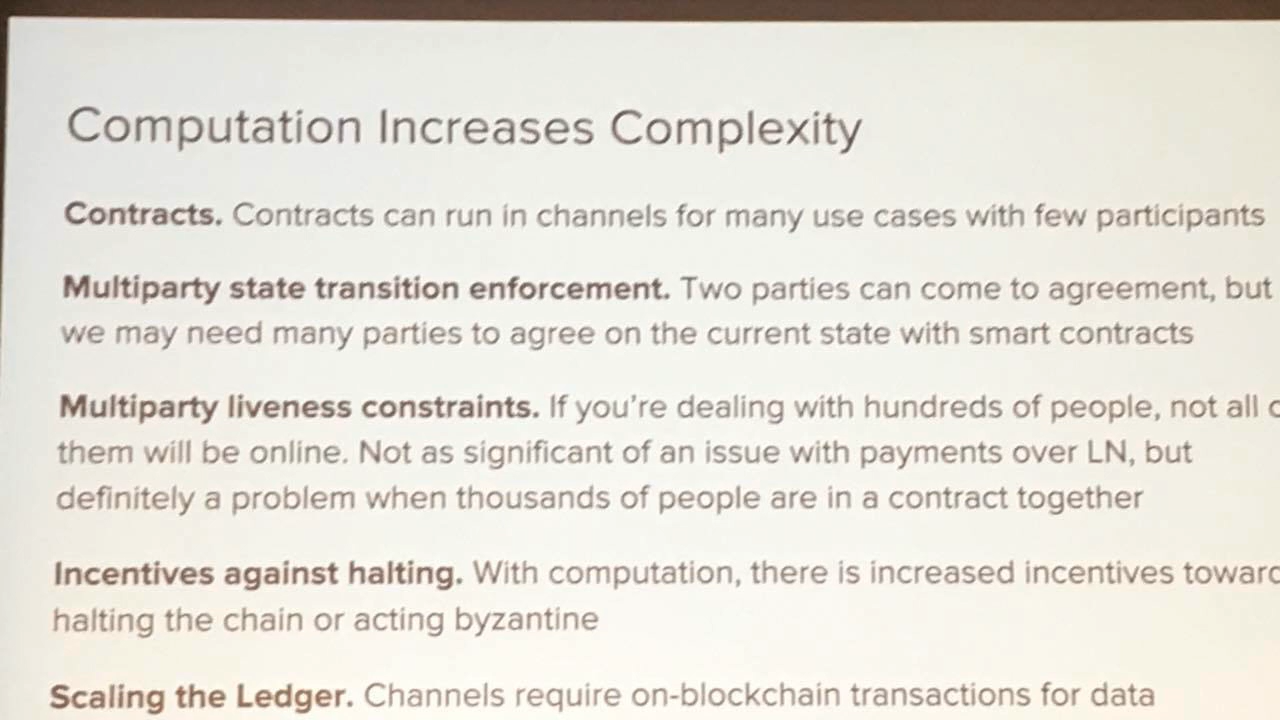 Computation Increases Complexity
Contracts. Contracts can run in channels for many use cases with few participants
Multiparty state transition enforcement. Two parties can come to agreement, but
we may need many parties to agree on the current state with smart contracts
Multiparty liveness constraints. If you're dealing with hundreds of people, not all
them will be online. Not as significant of an issue with payments over LN, but
definitely a problem when thousands of people are in a contract together
Incentives against halting. With computation, there is increased incentives toward
halting the chain or acting byzantine
Scaling the Ledger. Channels require on-blockchain transactions for data